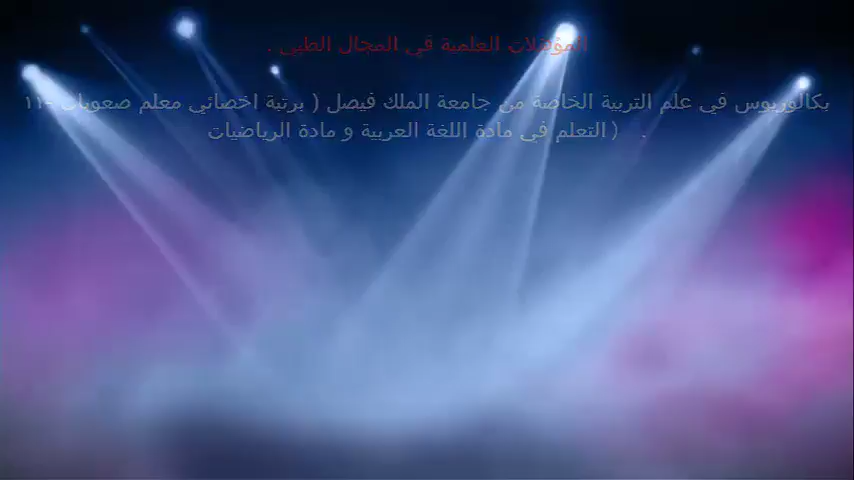 المؤهلات العلمية في المجال الطبي .
بكالوريوس في علم التربية الخاصة من جامعة الملك فيصل ( برتبة اخصائي معلم صعوبات -١١
التعلم في مادة اللغة العربية و مادة الرياضيات ) .